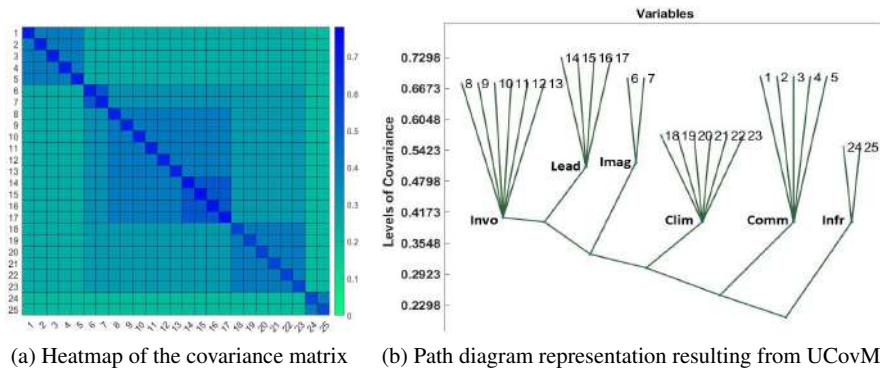 Variables
1
2
3
4
5
6
7
8
9
10
11
12
13
14
15
16
17
18
19
20
21
22
23
24
25
1 2 3 4 5 6 7 8 9 10 11 12 13 14 15 16 17 18 19 20 21 22 23 24 25
0.7
0.6
0.5
0.4
0.3
0.2
0.1
0
Levels of Covariance
0.7298
0.6673
0.6048
0.5423
0.4798
0.4173
0.3548
0.2923
0.2298
14 15 16 17
8 9 10 11 12 13
6 7
1 2 3 4 5
18 19 20 21 22 23
24 25
Lead
Imag
Invo
Clim
Comm
Infr
(a) Heatmap of the covariance matrix
(b) Path diagram representation resulting from UCovM